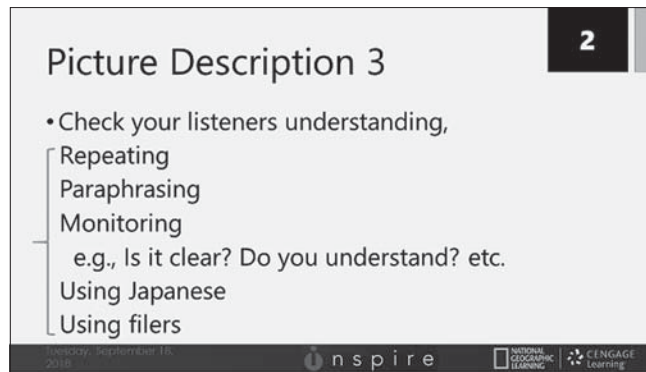 2
Picture Description 3
• Check your listeners understanding,
Repeating
Paraphrasing
Monitoring
e.g., Is it clear? Do you understand? etc.
Using Japanese
Using filers
Tuesday, September 18,
2018
inspire
NATIONAL
GEOGRAPHIC
LEARNING
CENGAGE
Learning